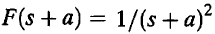 F(s + a) = 1/(s + a)²